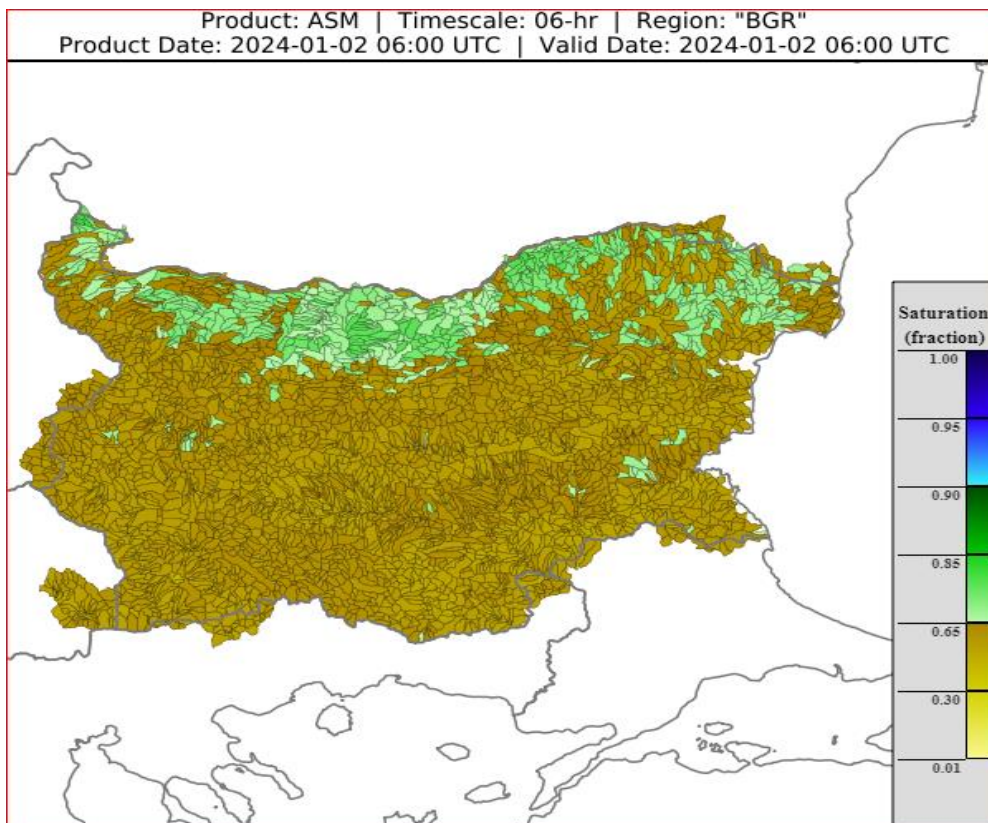 Product: ASM | Timescale: 06-hr | Region: "BGR"
Product Date: 2024-01-02 06:00 UTC | Valid Date: 2024-01-02 06:00 UTC
Saturation
(fraction)
1.00
0.95
0.90
0.85
0.65
0.30
0.01